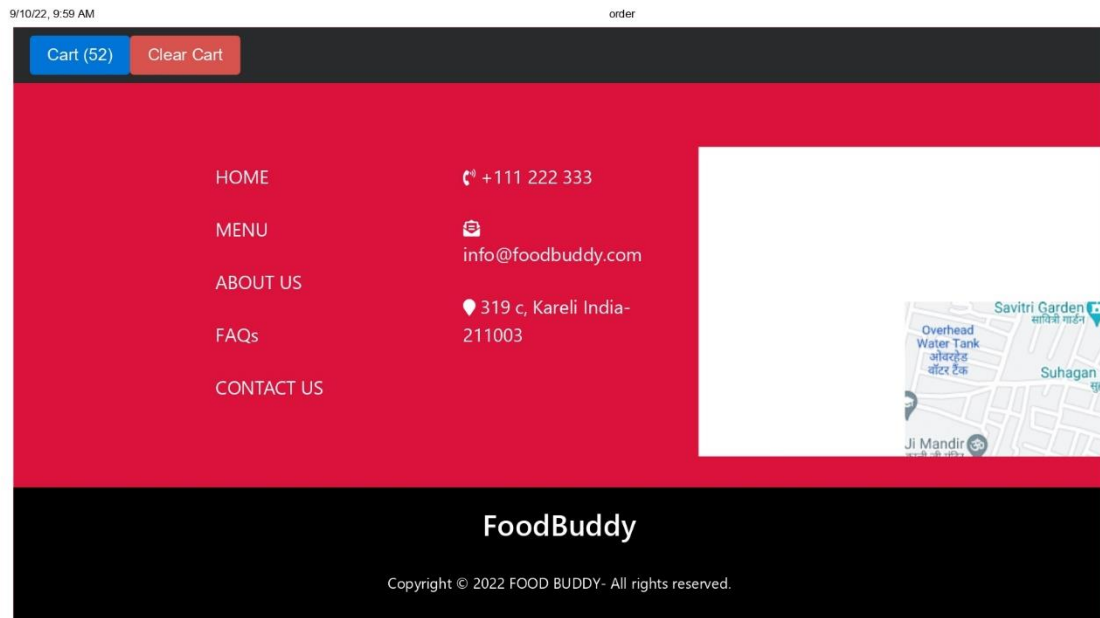 9/10/22, 9:59 AM
order
Cart (52)
Clear Cart
HOME
MENU
ABOUT US
FAQs
CONTACT US
+111 222 333
info@foodbuddy.com
319 c, Kareli India-
211003
Savitri Garden
सावित्री गार्डन
Overhead
Water Tank
ओवरहेड
वॉटर टैंक
Suhagan
Ji Mandir
FoodBuddy
Copyright © 2022 FOOD BUDDY- All rights reserved.